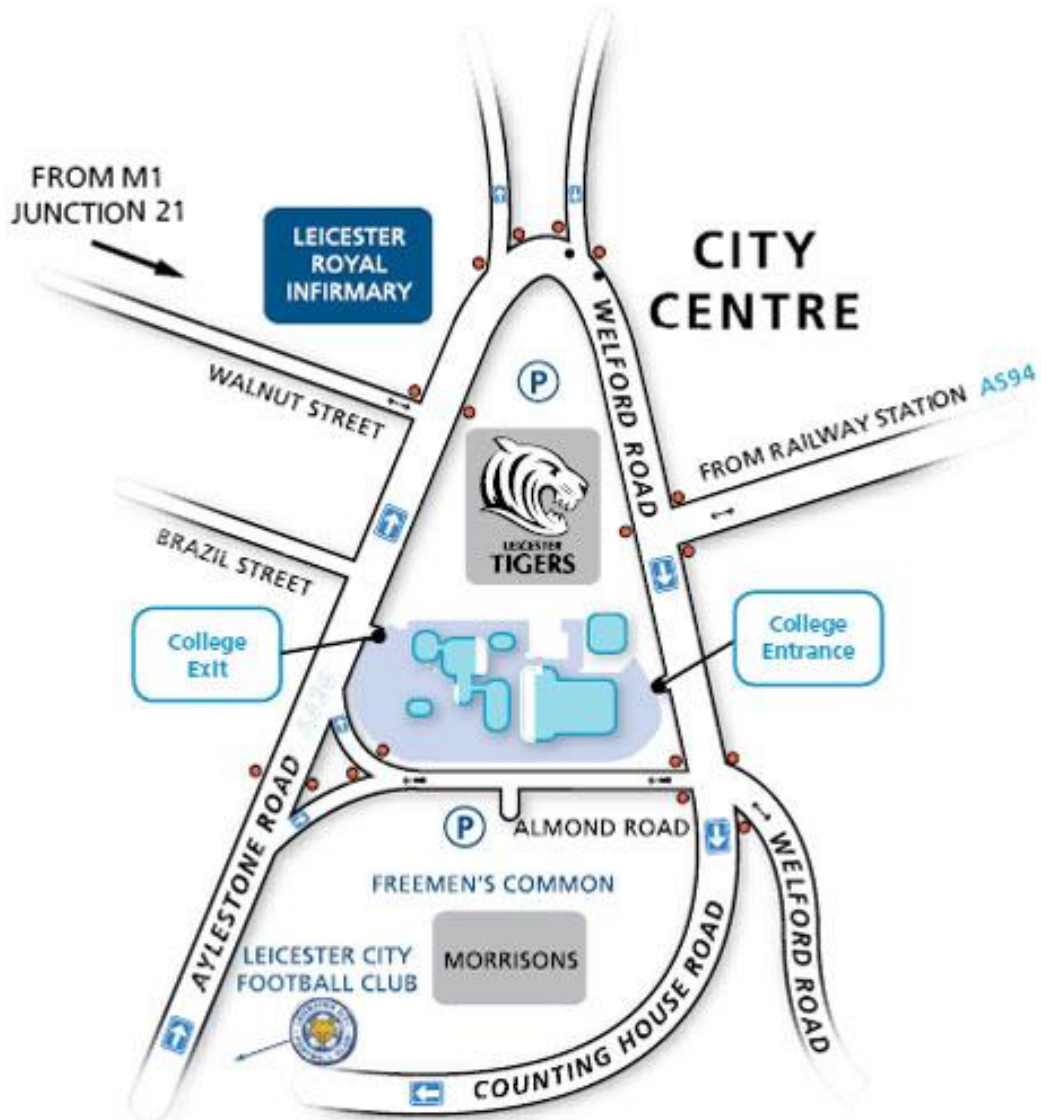 FROM M1
JUNCTION 21
LEICESTER
ROYAL
INFIRMARY
CITY
CENTRE
WELFORD ROAD
WALNUT STREET
P
FROM RAILWAY STATION A594
LEICESTER
TIGERS
BRAZIL STREET
College
Exit
College
Entrance
AYLESTONE ROAD
P
ALMOND ROAD
FREEMEN'S COMMON
WELFORD ROAD
LEICESTER CITY
FOOTBALL CLUB
MORRISONS
COUNTING HOUSE ROAD